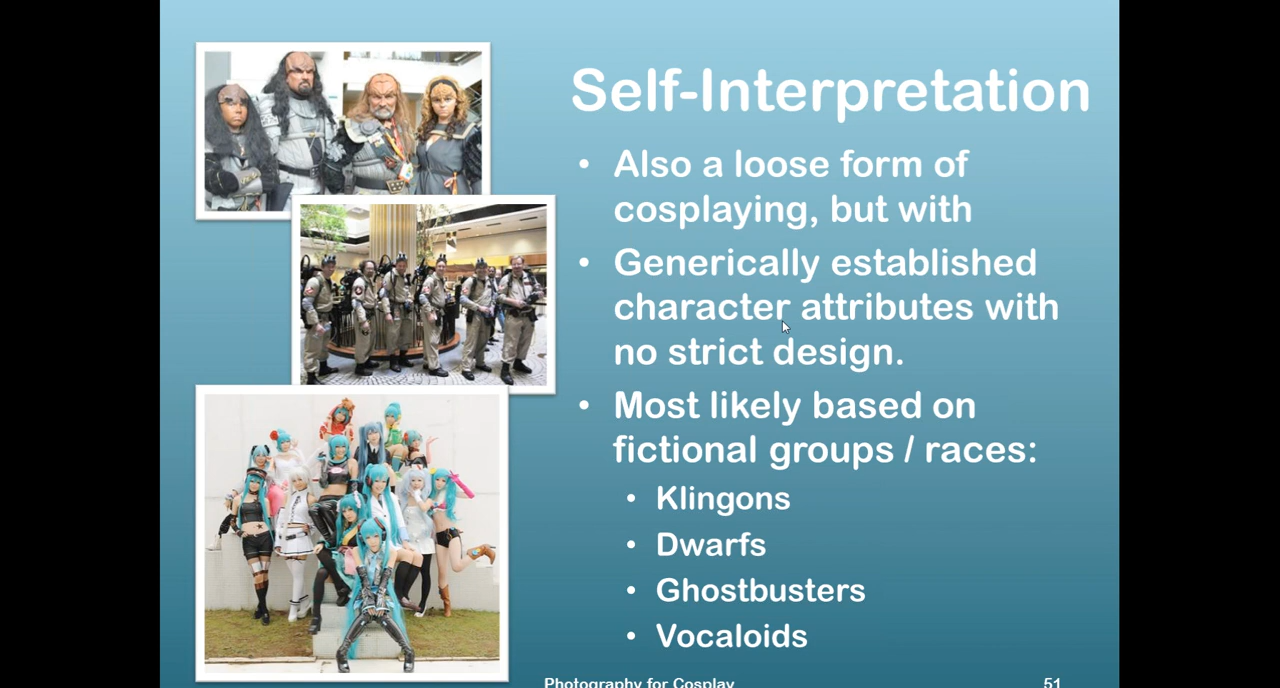 Self-Interpretation
• Also a loose form of
cosplaying, but with
• Generically established
character attributes with
no strict design.
• Most likely based on
fictional groups / races:
• Klingons
• Dwarfs
• Ghostbusters
• Vocaloids
Photography for Cosplay 51